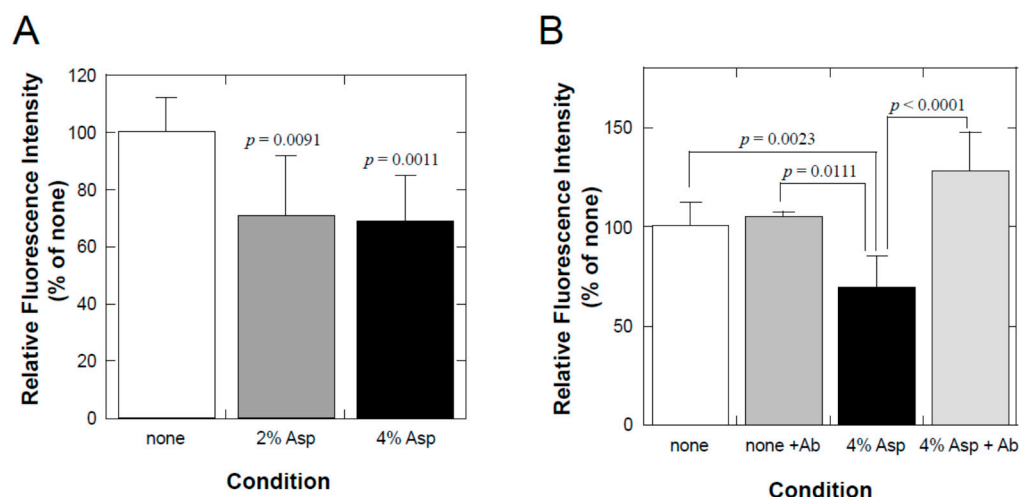 A
Relative Fluorescence Intensity
(% of none)
120
100
80
60
40
20
0
p = 0.0091
p = 0.0011
none
2% Asp
4% Asp
Condition
B
Relative Fluorescence Intensity
(% of none)
150
100
50
0
p < 0.0001
p = 0.0023
p = 0.0111
none
none +Ab
4% Asp
4% Asp + Ab
Condition